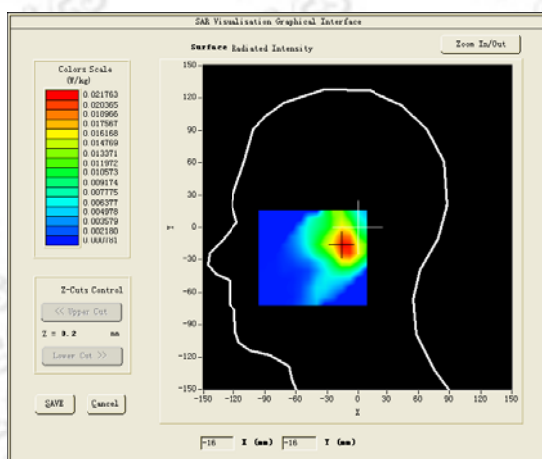 SAR Visualisation Graphical Interface
Surface Radiated Intensity
Zoom In/Out
Colors Scale
(W/kg)
0.021763
0.020365
0.018966
0.017567
0.016168
0.014769
0.013371
0.011972
0.010573
0.009174
0.007775
0.006377
0.004978
0.003579
0.002180
0.000781
150
120
90
60
30
0
-30
-60
-90
-120
-150
Y
-150 -120 -90 -60 -30 0 30 60 90 120 150
X
Z-Cuts Control
<< Upper Cut
Z = 0.2 mm
Lower Cut >>
SAVE Cancel
-16 X (mm) -16 Y (mm)